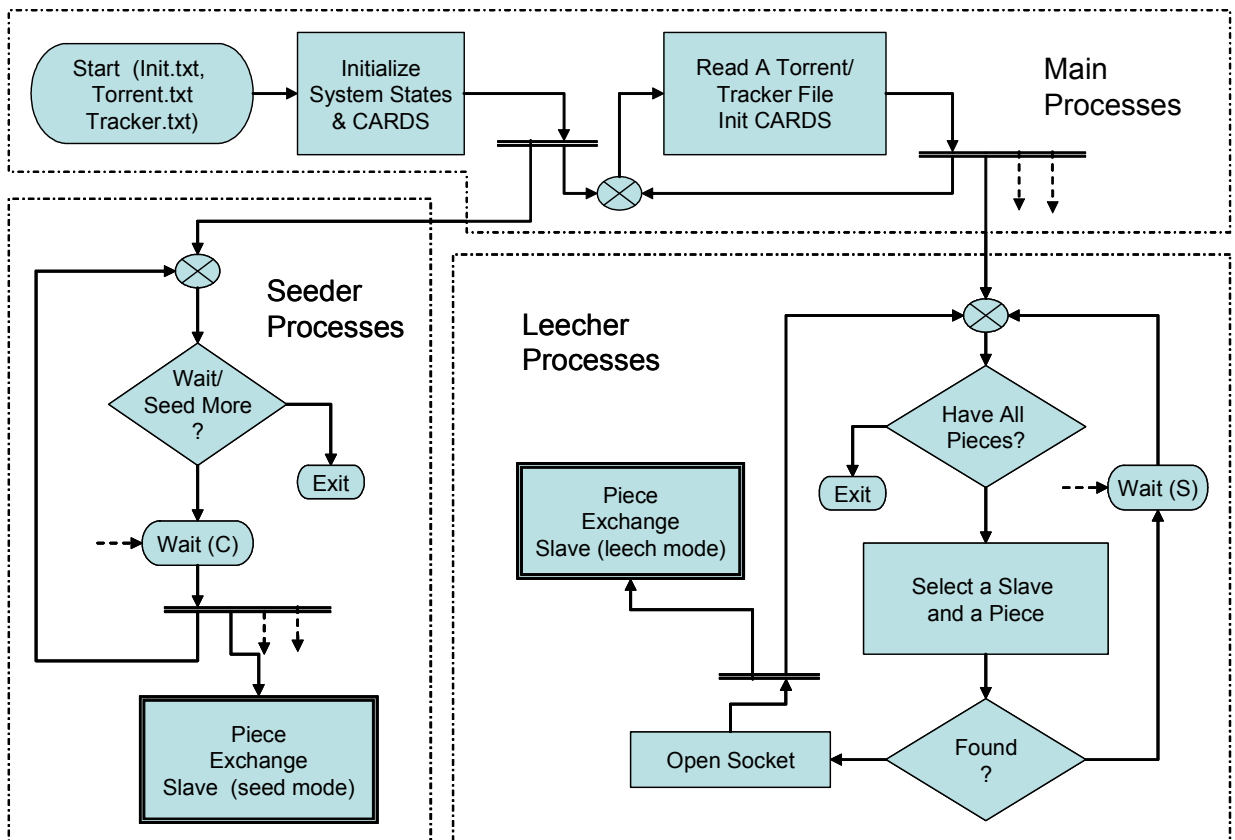 Start (Init.txt,
Torrent.txt
Tracker.txt)
Initialize
System States
& CARDS
Read A Torrent/
Tracker File
Init CARDS
Main
Processes
Seeder
Processes
Wait/
Seed More
?
Exit
Wait (C)
Piece
Exchange
Slave (seed mode)
Leecher
Processes
Have All
Pieces?
Exit
Wait (S)
Piece
Exchange
Slave (leech mode)
Select a Slave
and a Piece
Open Socket
Found
?